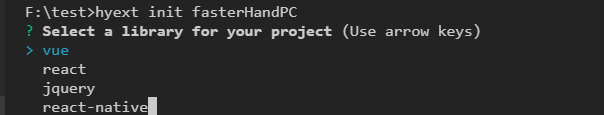 F:\test>hyext init fasterHandPC
? Select a library for your project (Use arrow keys)
> vue
react
jquery
react-native